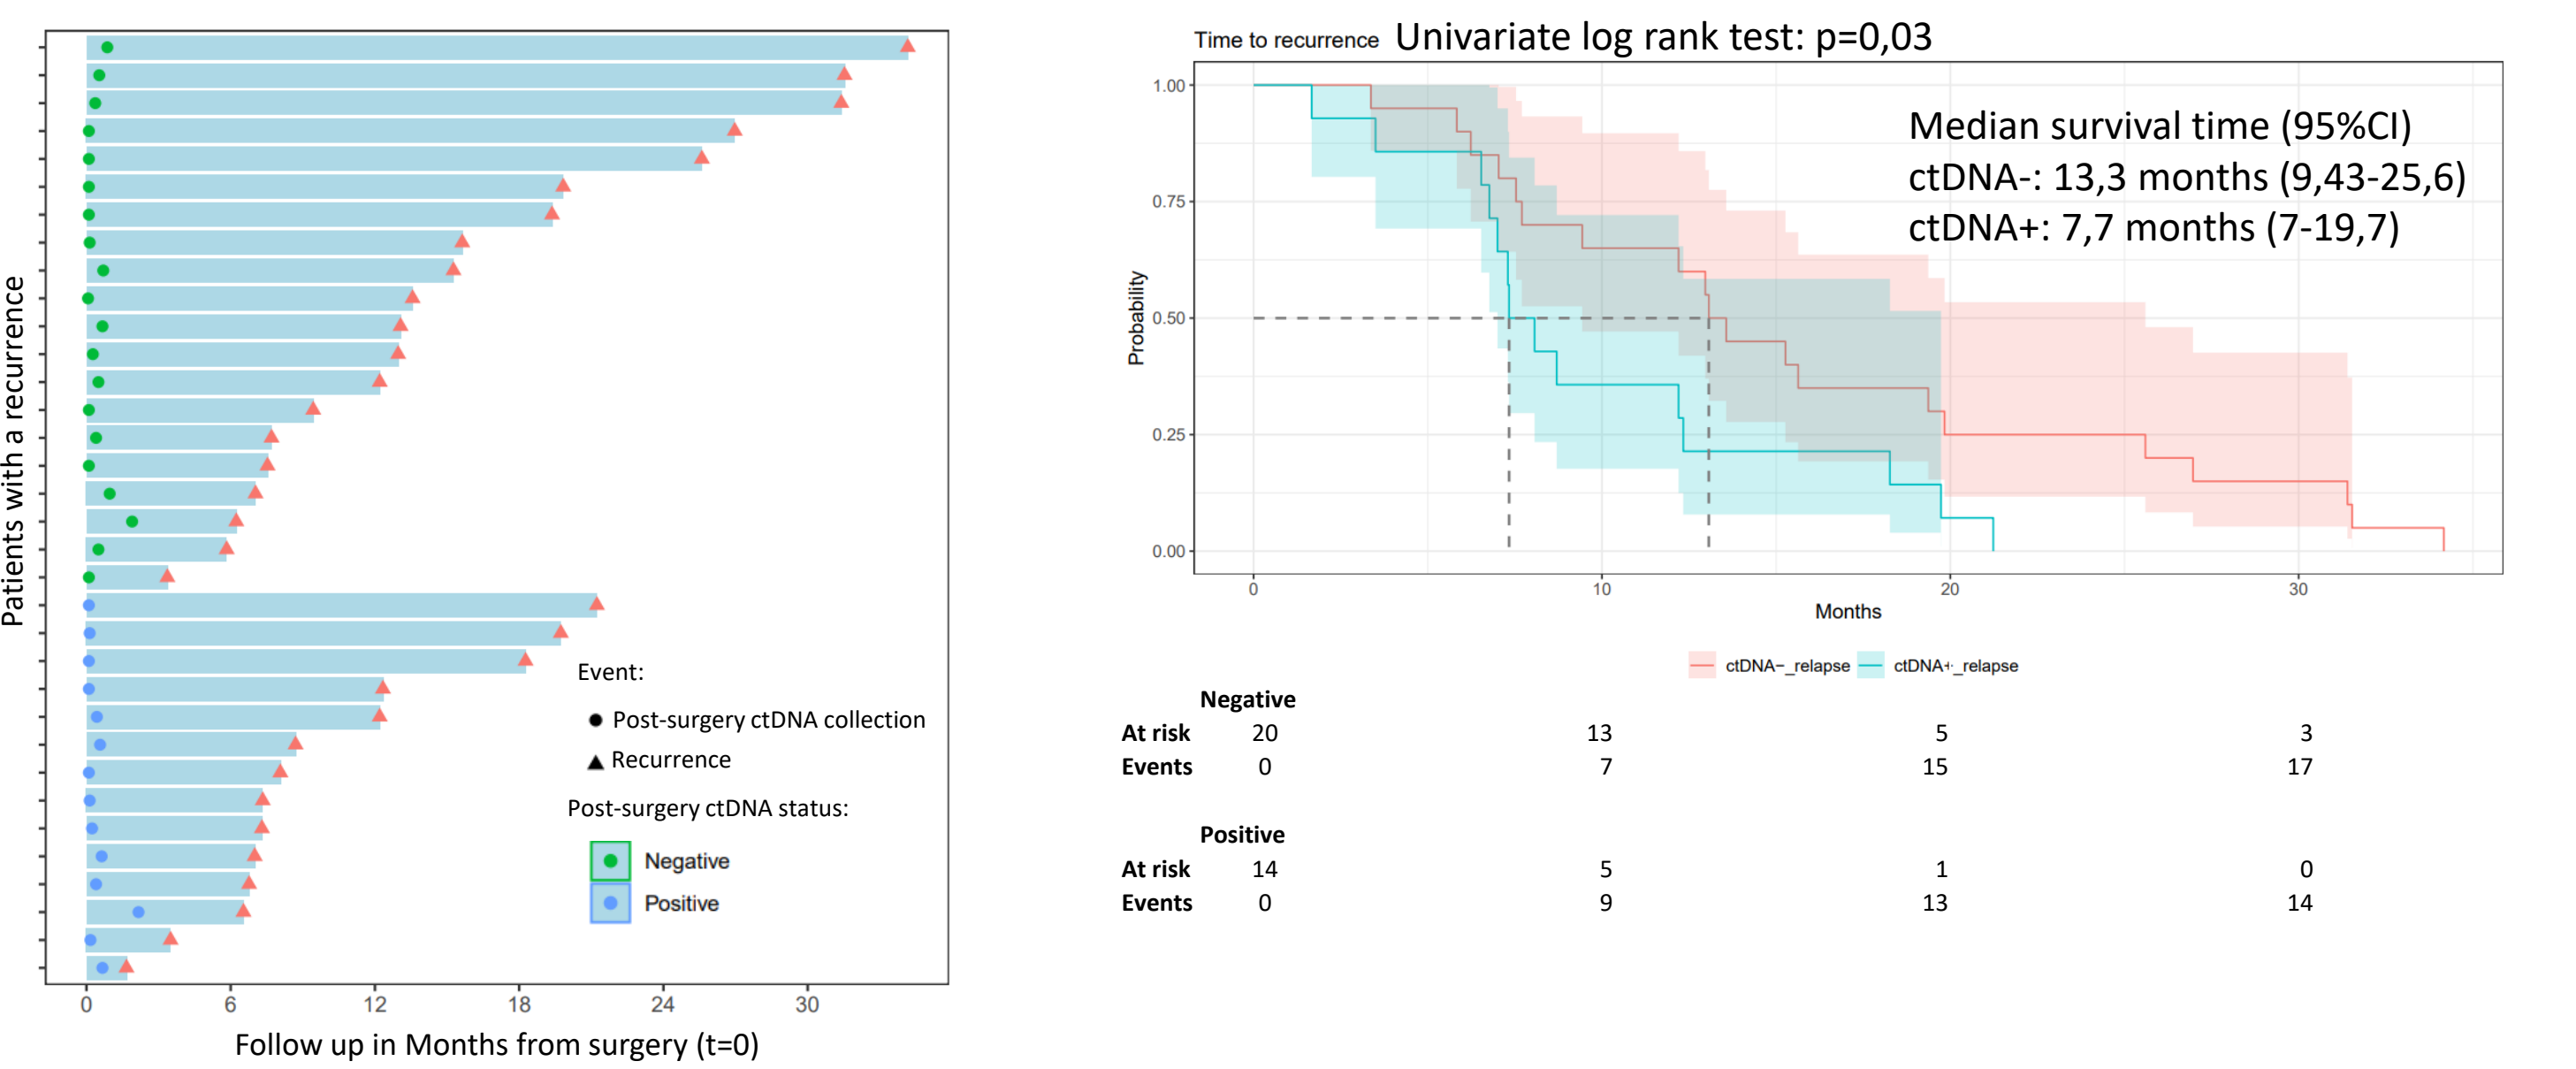 Patients with a recurrence
Event:
Post-surgery ctDNA collection
Recurrence
Post-surgery ctDNA status:
Negative
Positive
0 6 12 18 24 30
Follow up in Months from surgery (t=0)
Time to recurrence Univariate log rank test: p=0,03
Median survival time (95%CI)
ctDNA-: 13,3 months (9,43-25,6)
ctDNA+: 7,7 months (7-19,7)
Probability
1.00
0.75
0.50
0.25
0.00
0 10 20 30
Months
ctDNA−_relapse ctDNA+_relapse
Negative
At risk 20 13 5 3
Events 0 7 15 17
Positive
At risk 14 5 1 0
Events 0 9 13 14